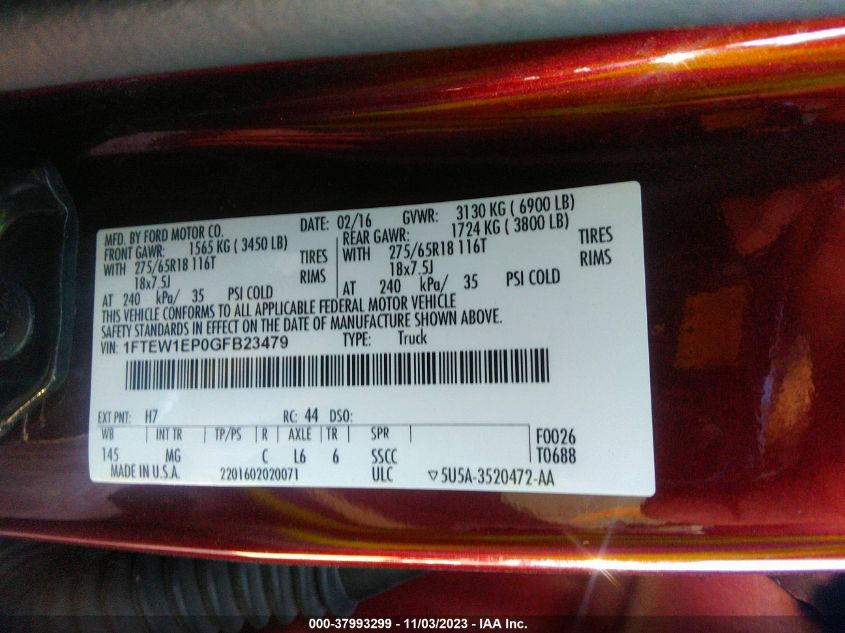 MFD. BY FORD MOTOR CO. DATE: 02/16 GVWR: 3130 KG ( 6900 LB)
FRONT GAWR: 1565 KG ( 3450 LB) REAR GAWR: 1724 KG ( 3800 LB)
WITH 275/65R18 116T TIRES WITH 275/65R18 116T TIRES
18x7.5J RIMS 18x7.5J RIMS
AT 240 kPa/ 35 PSI COLD AT 240 kPa/ 35 PSI COLD
THIS VEHICLE CONFORMS TO ALL APPLICABLE FEDERAL MOTOR VEHICLE
SAFETY STANDARDS IN EFFECT ON THE DATE OF MANUFACTURE SHOWN ABOVE.
VIN: 1FTEW1EP0GFB23479 TYPE: Truck
EXT PNT: H7 RC: 44 DSO:
WB INT TR TP/PS R AXLE TR SPR F0026
145 MG C L6 6 SSCC T0688
MADE IN U.S.A. 2201602020071 ULC ▽5U5A-3520472-AA
000-37993299 - 11/03/2023 - IAA Inc.